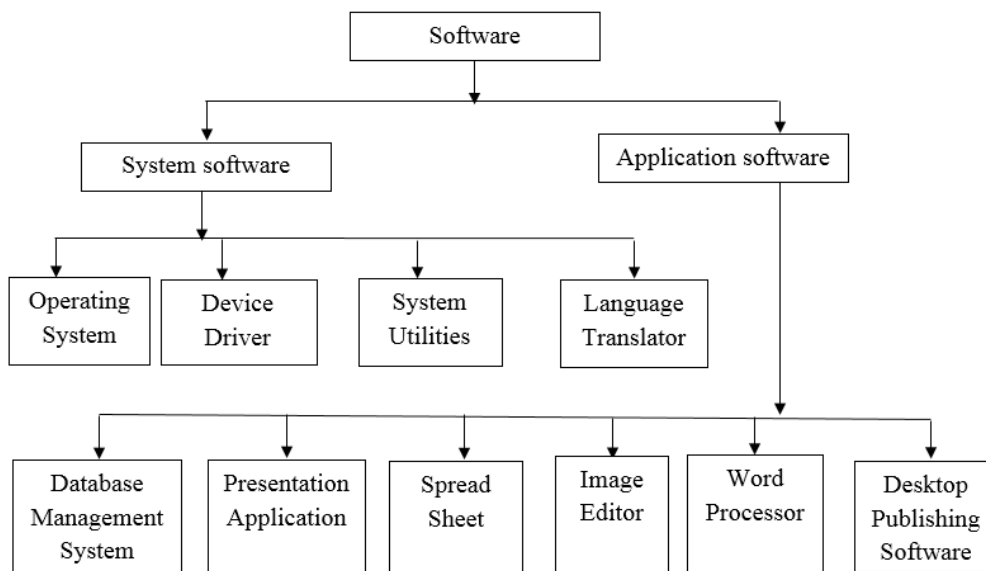 Software
System software
Application software
Operating
System
Device
Driver
System
Utilities
Language
Translator
Database
Management
System
Presentation
Application
Spread
Sheet
Image
Editor
Word
Processor
Desktop
Publishing
Software